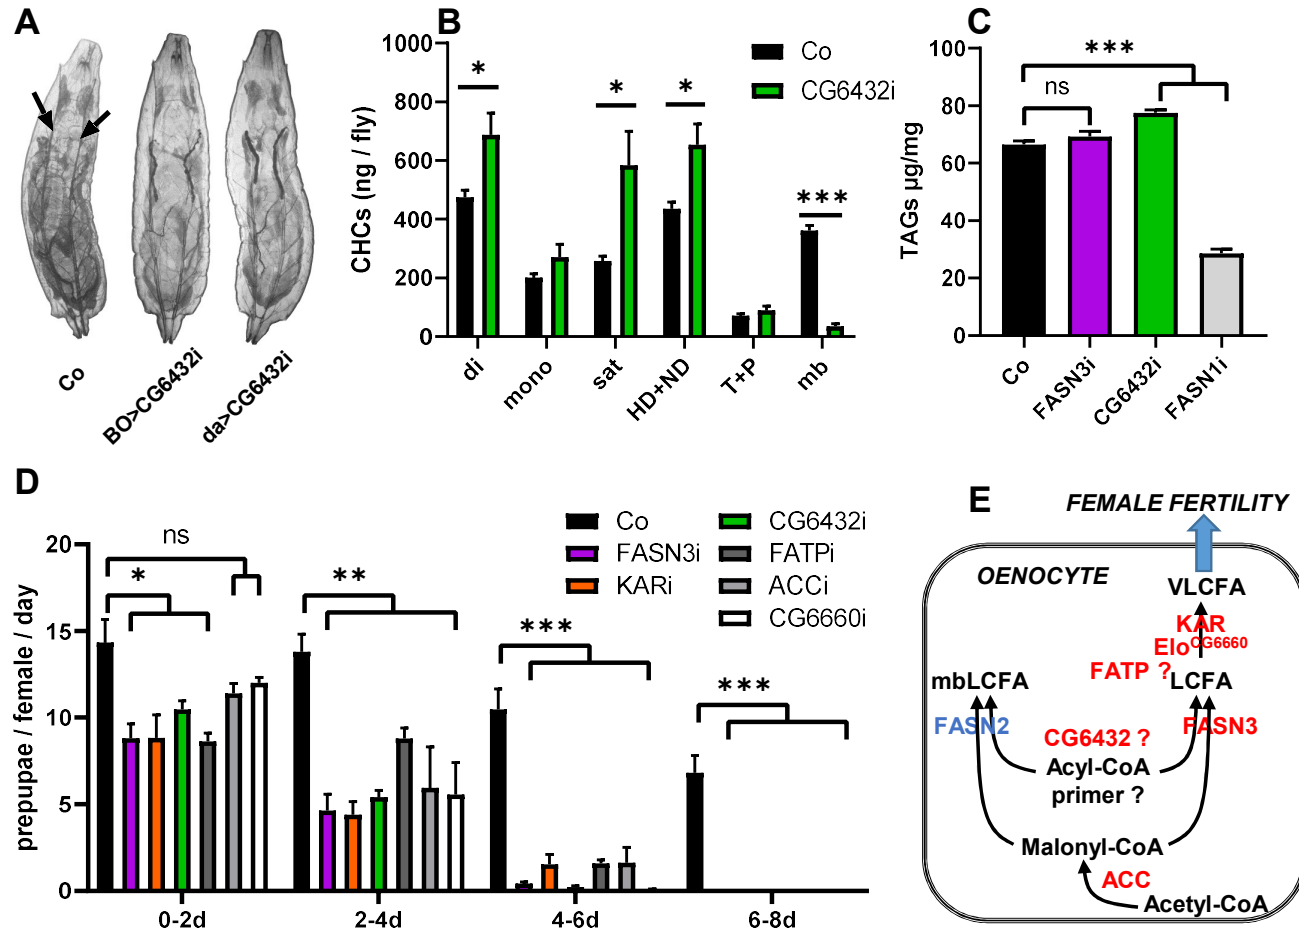 A
Co
BO>CG6432i
da>CG6432i
B
CHCs (ng / fly)
1000
800
600
400
200
0
Co
CG6432i
*
*
*
***
di
mono
sat
HD+ND
T+P
mb
C
TAGs µg/mg
100
80
60
40
20
0
***
ns
Co
FASN3i
CG6432i
FASN1i
D
prepupae / female / day
20
15
10
5
0
ns
*
**
***
***
Co
FASN3i
KARi
CG6432i
FATPi
ACCi
CG6660i
0-2d
2-4d
4-6d
6-8d
E
FEMALE FERTILITY
OENOCYTE
VLCFA
KAR
EloCG6660
FATP ?
mbLCFA
LCFA
FASN2
FASN3
CG6432 ?
Acyl-CoA
primer ?
Malonyl-CoA
ACC
Acetyl-CoA